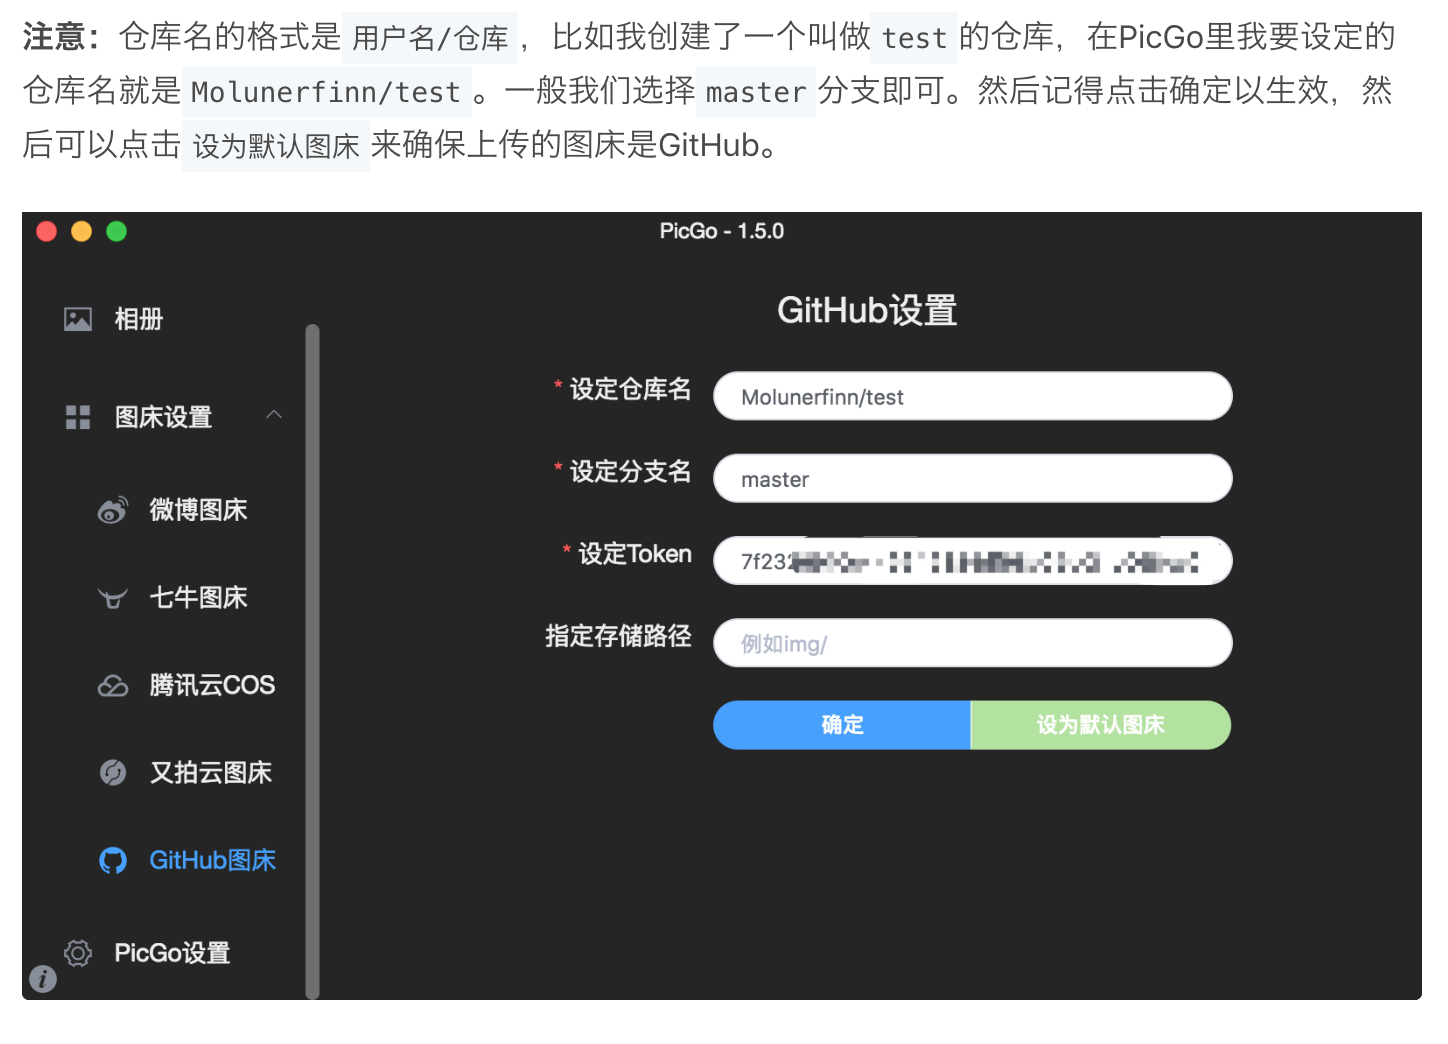 注意：仓库名的格式是 用户名/仓库 ，比如我创建了一个叫做 test 的仓库，在PicGo里我要设定的
仓库名就是 Molunerfinn/test 。一般我们选择 master 分支即可。然后记得点击确定以生效，然
后可以点击 设为默认图床 来确保上传的图床是GitHub。
PicGo - 1.5.0
相册
图床设置
微博图床
七牛图床
腾讯云COS
又拍云图床
GitHub图床
PicGo设置
GitHub设置
* 设定仓库名 Molunerfinn/test
* 设定分支名 master
* 设定Token 7f232
指定存储路径 例如img/
确定 设为默认图床